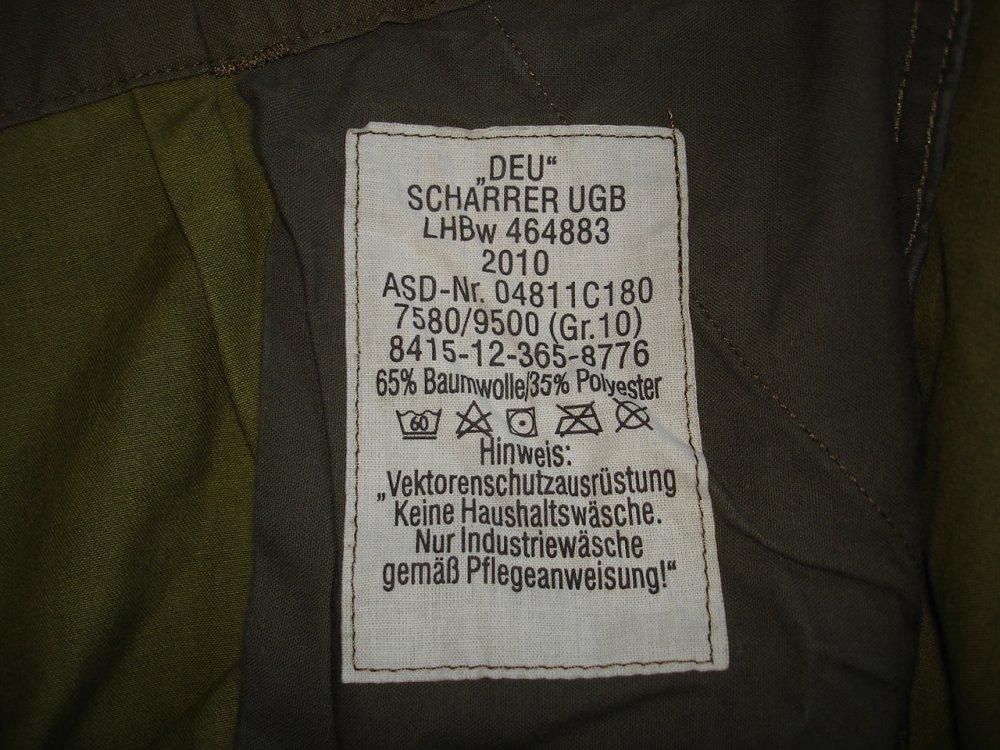 „DEU“
SCHARRER UGB
LHBw 464883
2010
ASD-Nr. 04811C180
7580/9500 (Gr.10)
8415-12-365-8776
65% Baumwolle/35% Polyester
60
Hinweis:
„Vektorenschutzausrüstung
Keine Haushaltswäsche.
Nur Industriewäsche
gemäß Pflegeanweisung!“